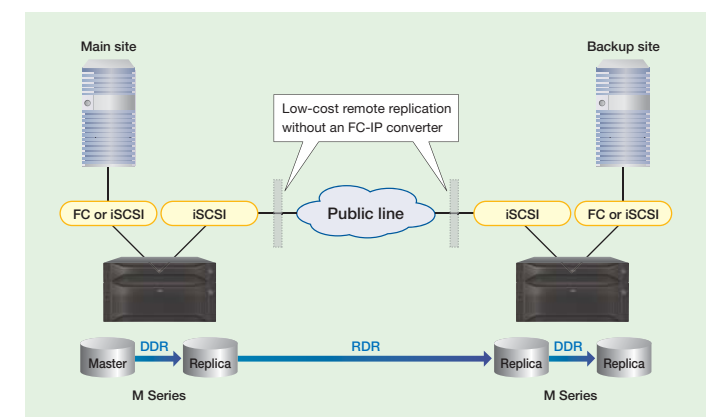 Main site
Backup site
Low-cost remote replication
without an FC-IP converter
FC or iSCSI
iSCSI
Public line
iSCSI
FC or iSCSI
DDR
RDR
DDR
Master
Replica
Replica
Replica
M Series
M Series